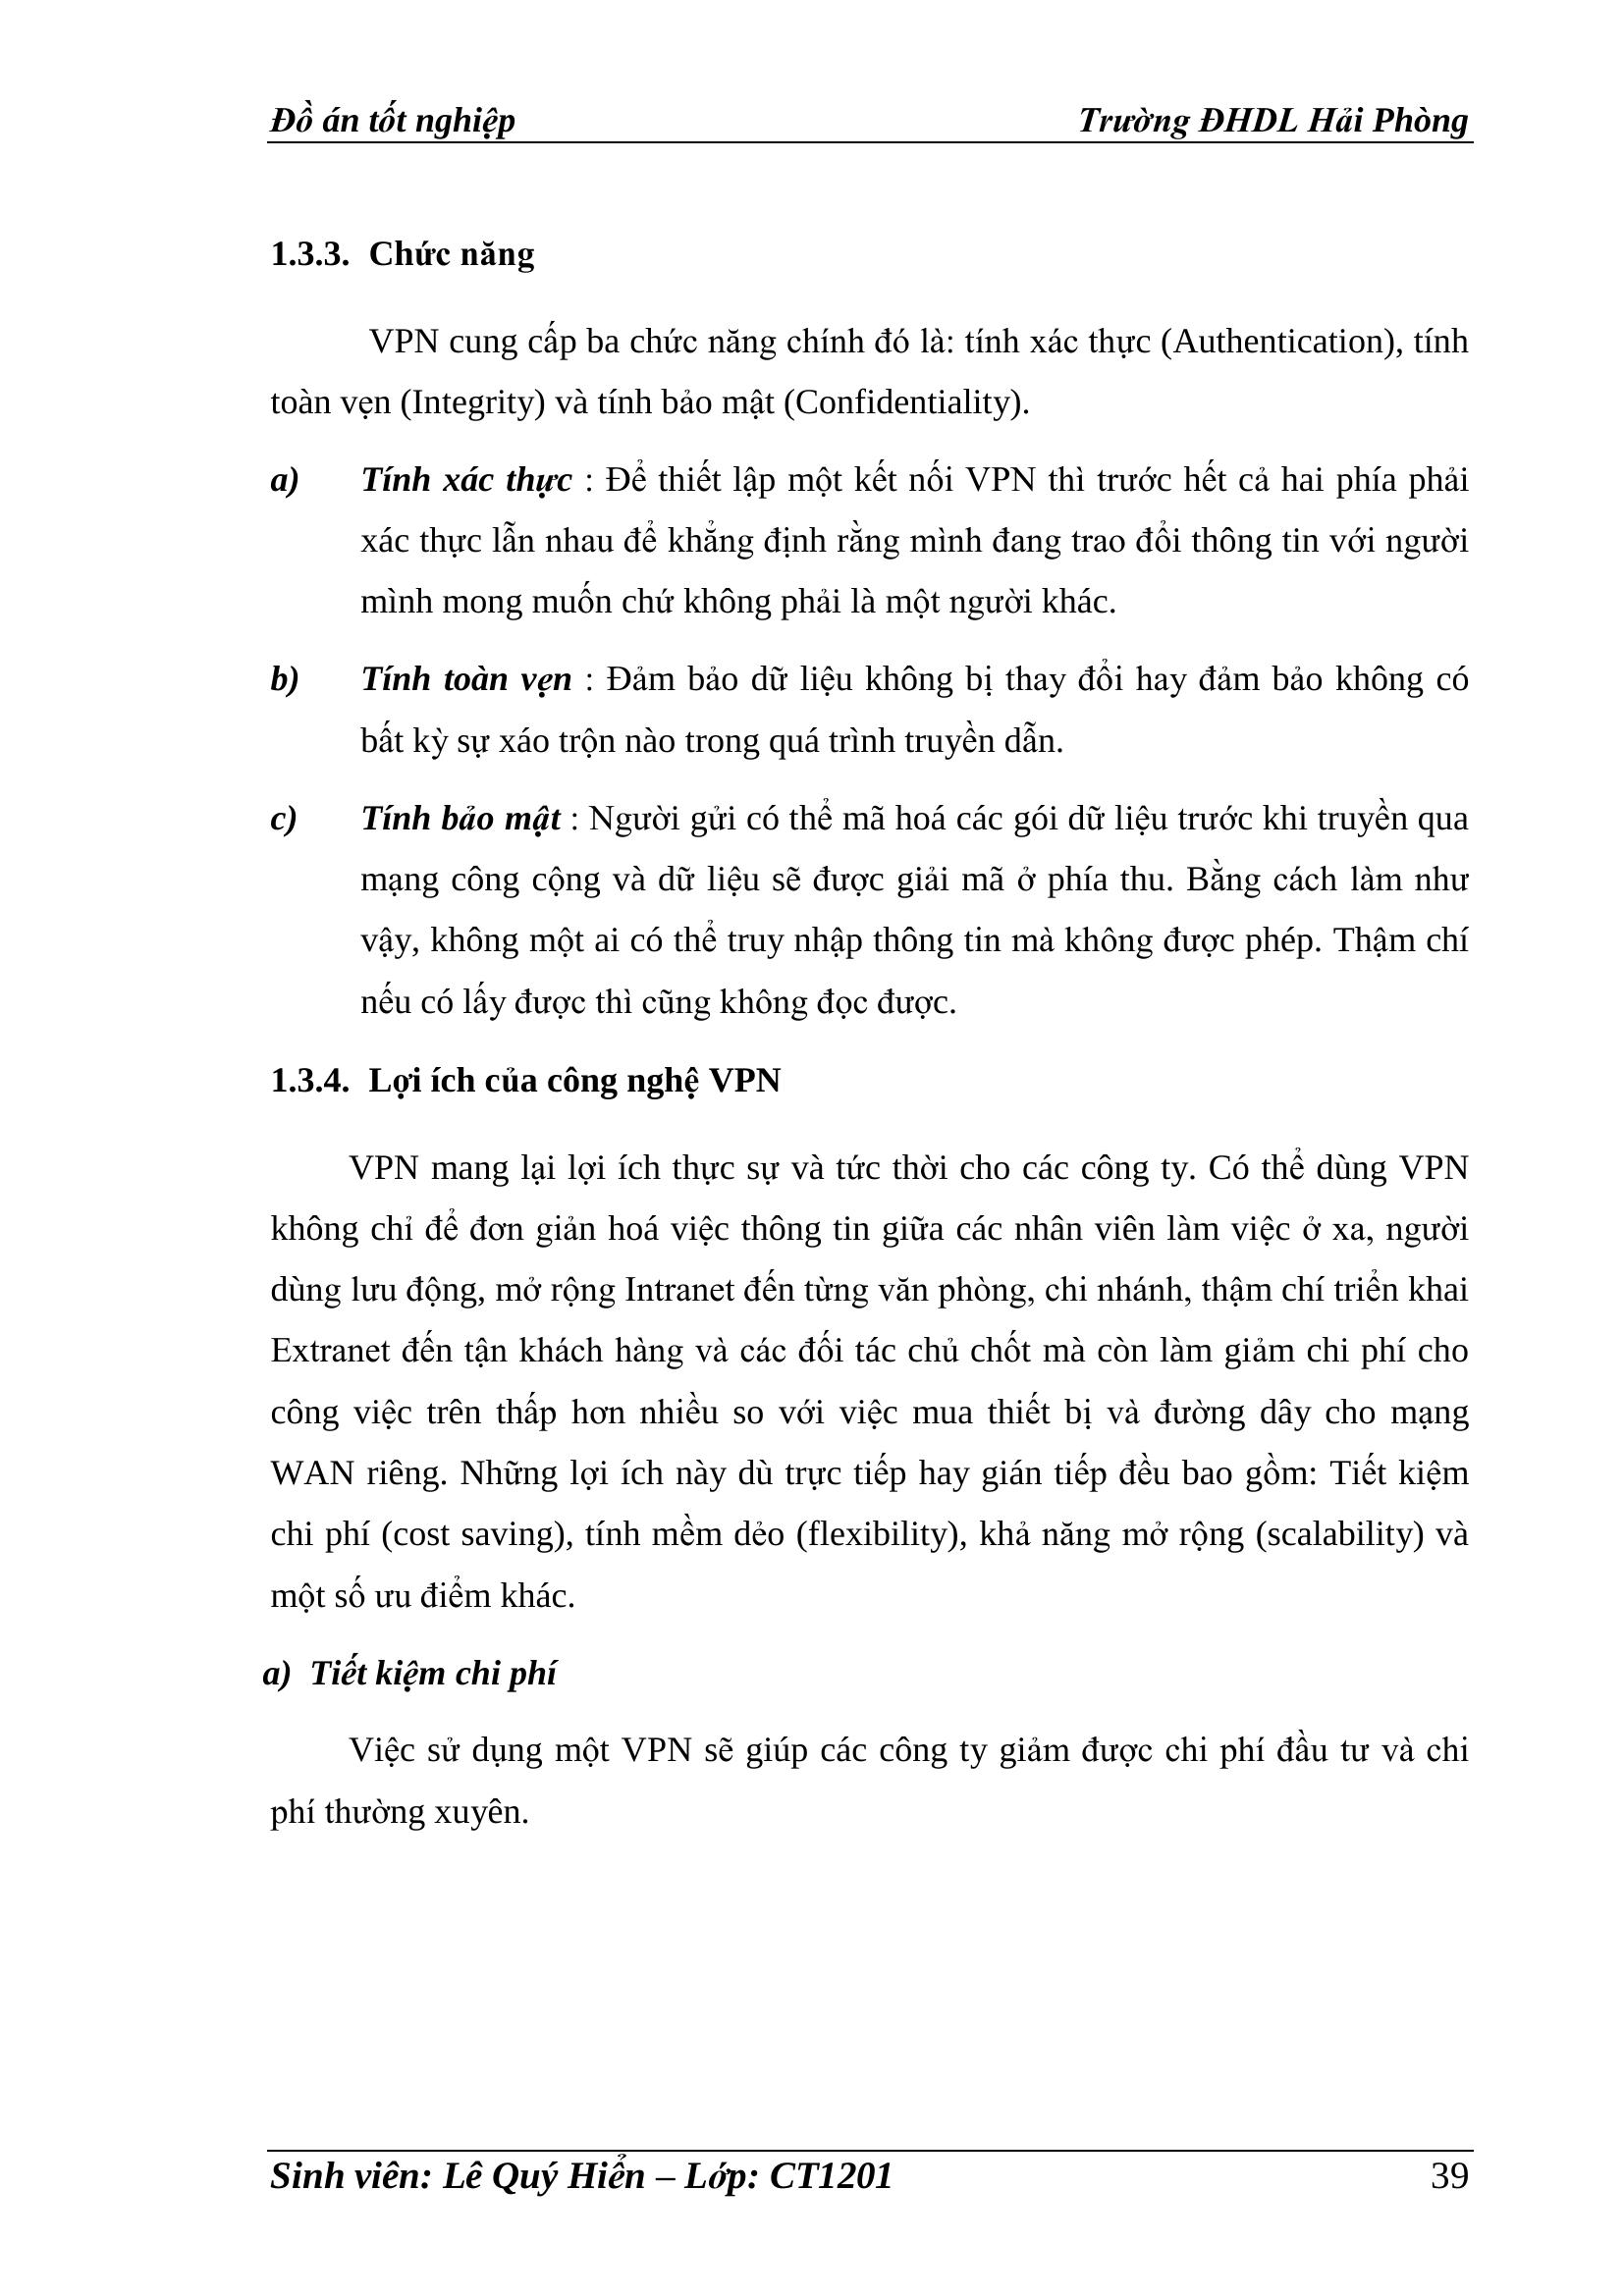 Đồ án tốt nghiệp Trường ĐHDL Hải Phòng
1.3.3. Chức năng
VPN cung cấp ba chức năng chính đó là: tính xác thực (Authentication), tính
toàn vẹn (Integrity) và tính bảo mật (Confidentiality).
a) Tính xác thực : Để thiết lập một kết nối VPN thì trước hết cả hai phía phải
xác thực lẫn nhau để khẳng định rằng mình đang trao đổi thông tin với người
mình mong muốn chứ không phải là một người khác.
b) Tính toàn vẹn : Đảm bảo dữ liệu không bị thay đổi hay đảm bảo không có
bất kỳ sự xáo trộn nào trong quá trình truyền dẫn.
c) Tính bảo mật : Người gửi có thể mã hoá các gói dữ liệu trước khi truyền qua
mạng công cộng và dữ liệu sẽ được giải mã ở phía thu. Bằng cách làm như
vậy, không một ai có thể truy nhập thông tin mà không được phép. Thậm chí
nếu có lấy được thì cũng không đọc được.
1.3.4. Lợi ích của công nghệ VPN
VPN mang lại lợi ích thực sự và tức thời cho các công ty. Có thể dùng VPN
không chỉ để đơn giản hoá việc thông tin giữa các nhân viên làm việc ở xa, người
dùng lưu động, mở rộng Intranet đến từng văn phòng, chi nhánh, thậm chí triển khai
Extranet đến tận khách hàng và các đối tác chủ chốt mà còn làm giảm chi phí cho
công việc trên thấp hơn nhiều so với việc mua thiết bị và đường dây cho mạng
WAN riêng. Những lợi ích này dù trực tiếp hay gián tiếp đều bao gồm: Tiết kiệm
chi phí (cost saving), tính mềm dẻo (flexibility), khả năng mở rộng (scalability) và
một số ưu điểm khác.
a) Tiết kiệm chi phí
Việc sử dụng một VPN sẽ giúp các công ty giảm được chi phí đầu tư và chi
phí thường xuyên.
Sinh viên: Lê Quý Hiển – Lớp: CT1201 39